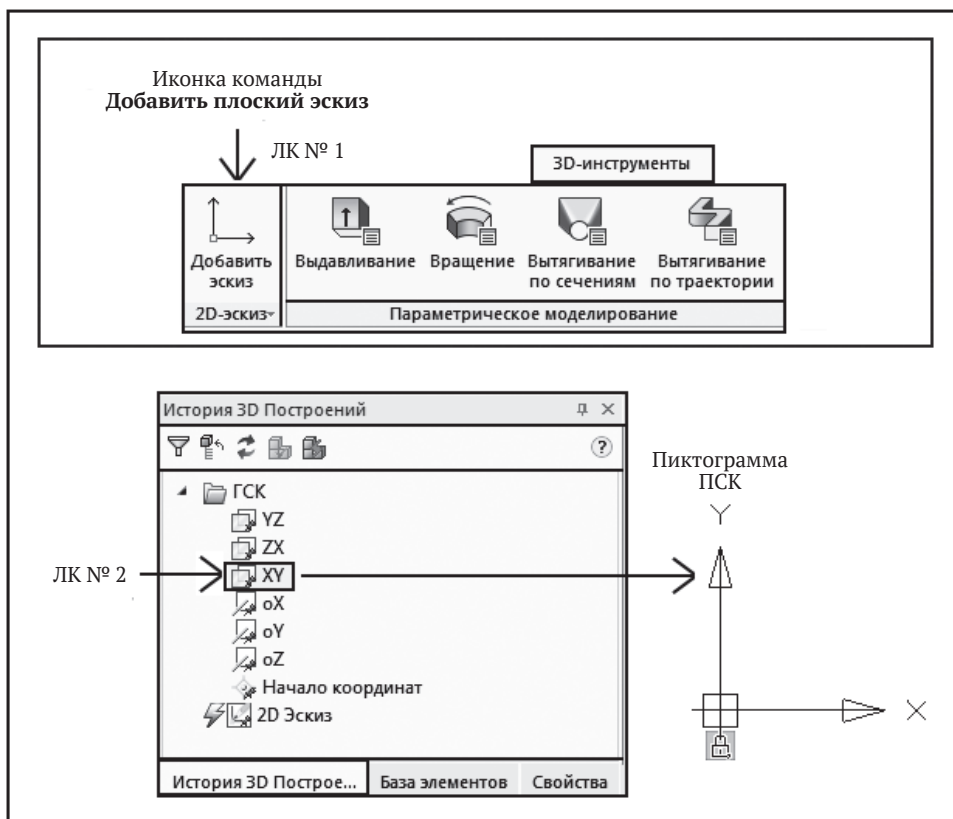 Иконка команды
Добавить плоский эскиз
ЛК № 1
3D-инструменты
Добавить эскиз
Выдавливание
Вращение
Вытягивание по сечениям
Вытягивание по траектории
2D-эскиз
Параметрическое моделирование
История 3D Построений
?
ГСК
YZ
ZX
ЛК № 2
XY
oX
oY
oZ
Начало координат
2D Эскиз
История 3D Построе... База элементов Свойства
Пиктограмма
ПСК
Y
X